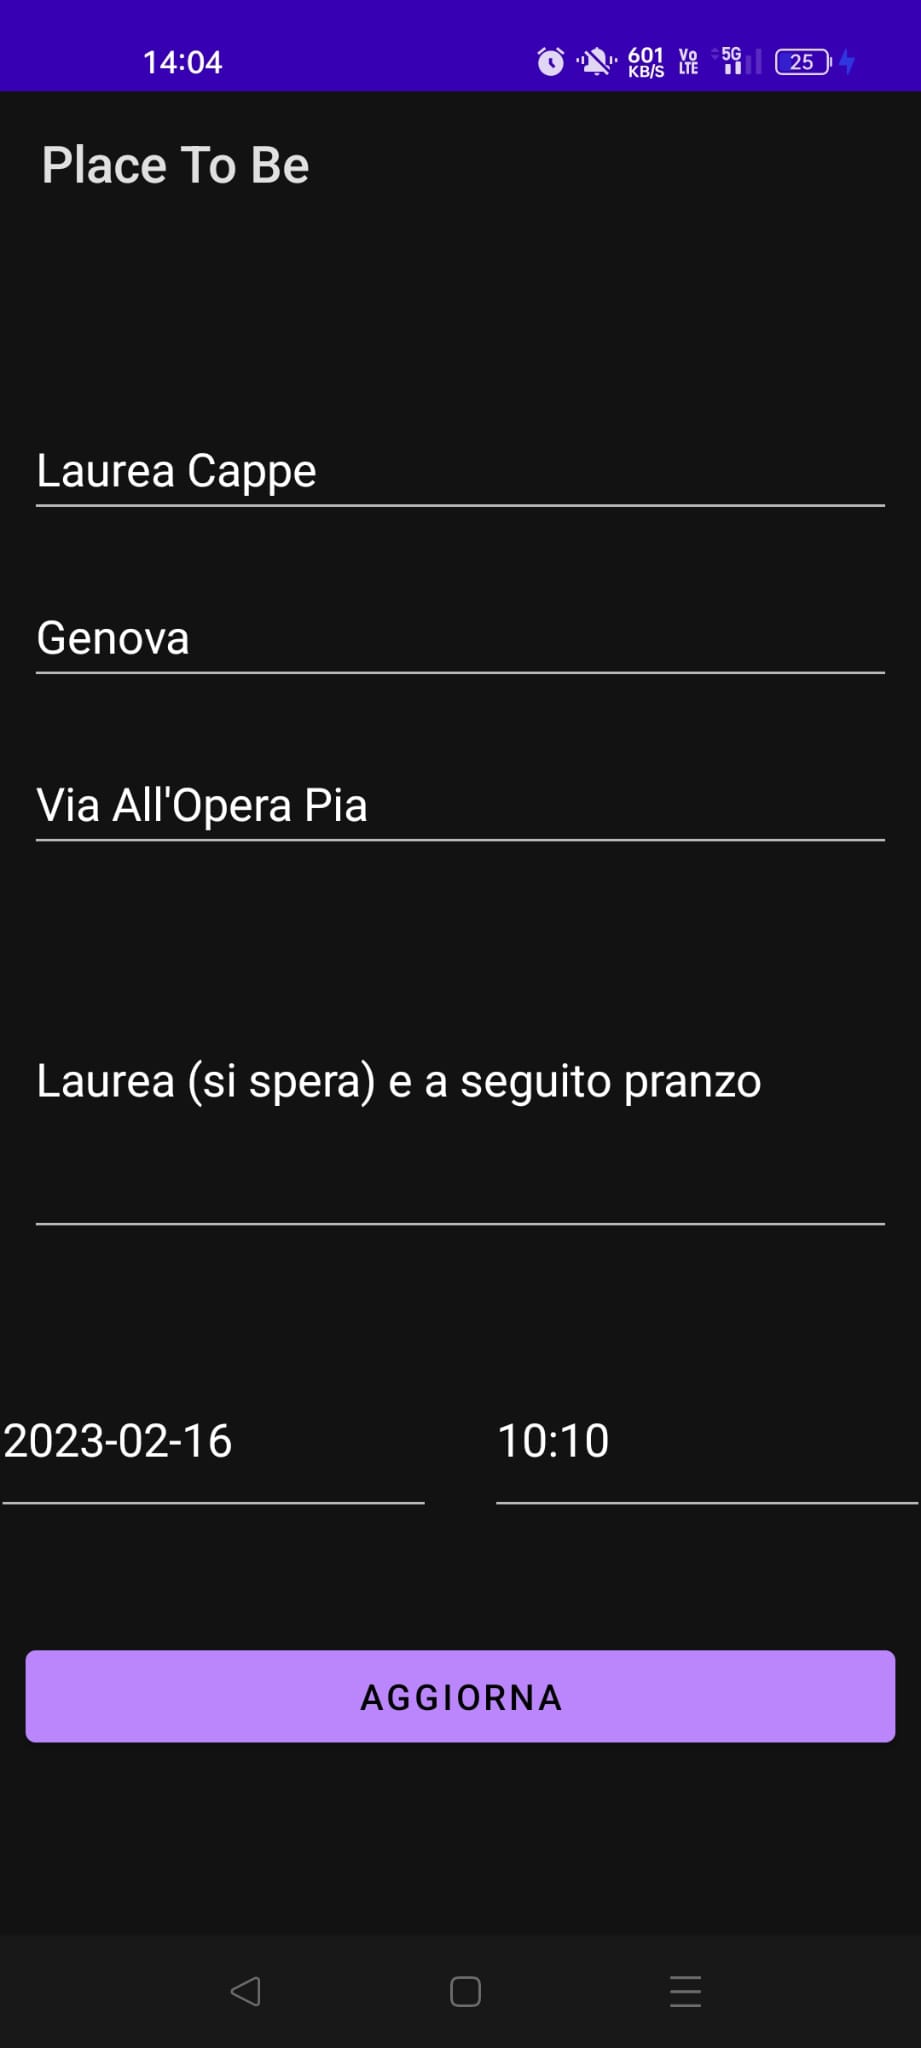 14:04 601 KB/S Vo LTE 5G 25
Place To Be
Laurea Cappe
Genova
Via All'Opera Pia
Laurea (si spera) e a seguito pranzo
2023-02-16 10:10
AGGIORNA